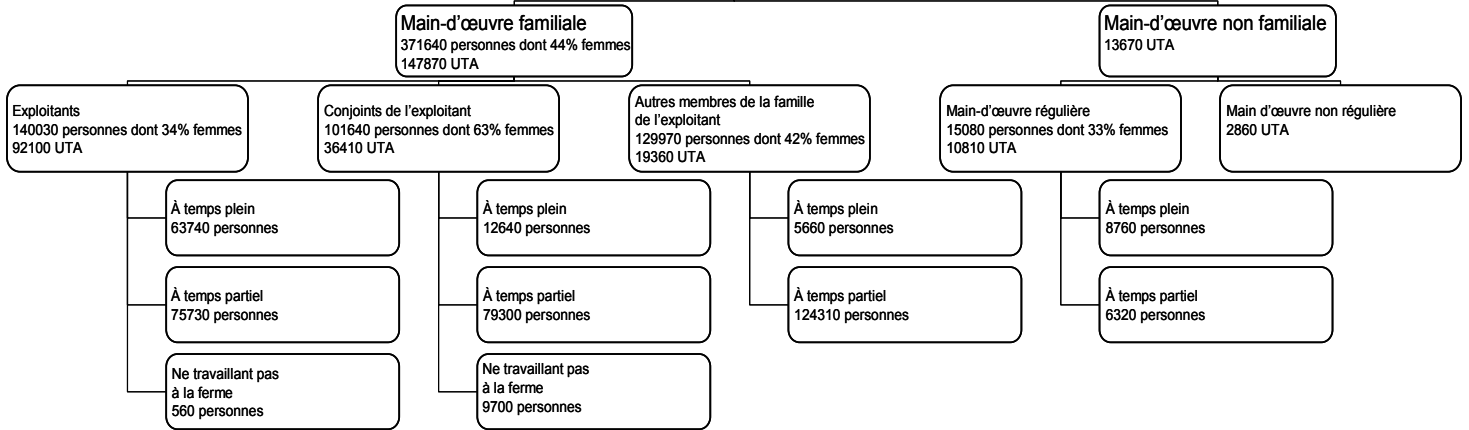 Main-d'œuvre familiale
371640 personnes dont 44% femmes
147870 UTA
Main-d'œuvre non familiale
13670 UTA
Exploitants
140030 personnes dont 34% femmes
92100 UTA
Conjoints de l'exploitant
101640 personnes dont 63% femmes
36410 UTA
Autres membres de la famille
de l'exploitant
129970 personnes dont 42% femmes
19360 UTA
Main-d'œuvre régulière
15080 personnes dont 33% femmes
10810 UTA
Main d'œuvre non régulière
2860 UTA
À temps plein
63740 personnes
À temps plein
12640 personnes
À temps plein
5660 personnes
À temps plein
8760 personnes
À temps partiel
75730 personnes
À temps partiel
79300 personnes
À temps partiel
124310 personnes
À temps partiel
6320 personnes
Ne travaillant pas
à la ferme
560 personnes
Ne travaillant pas
à la ferme
9700 personnes